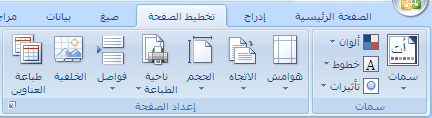 الصفحة الرئيسية إدراج تخطيط الصفحة صيغ بيانات
سمات ألوان خطوط تأثيرات
هوامش الاتجاه الحجم ناحية الطباعة فواصل الخلفية طباعة العناوين
سمات إعداد الصفحة